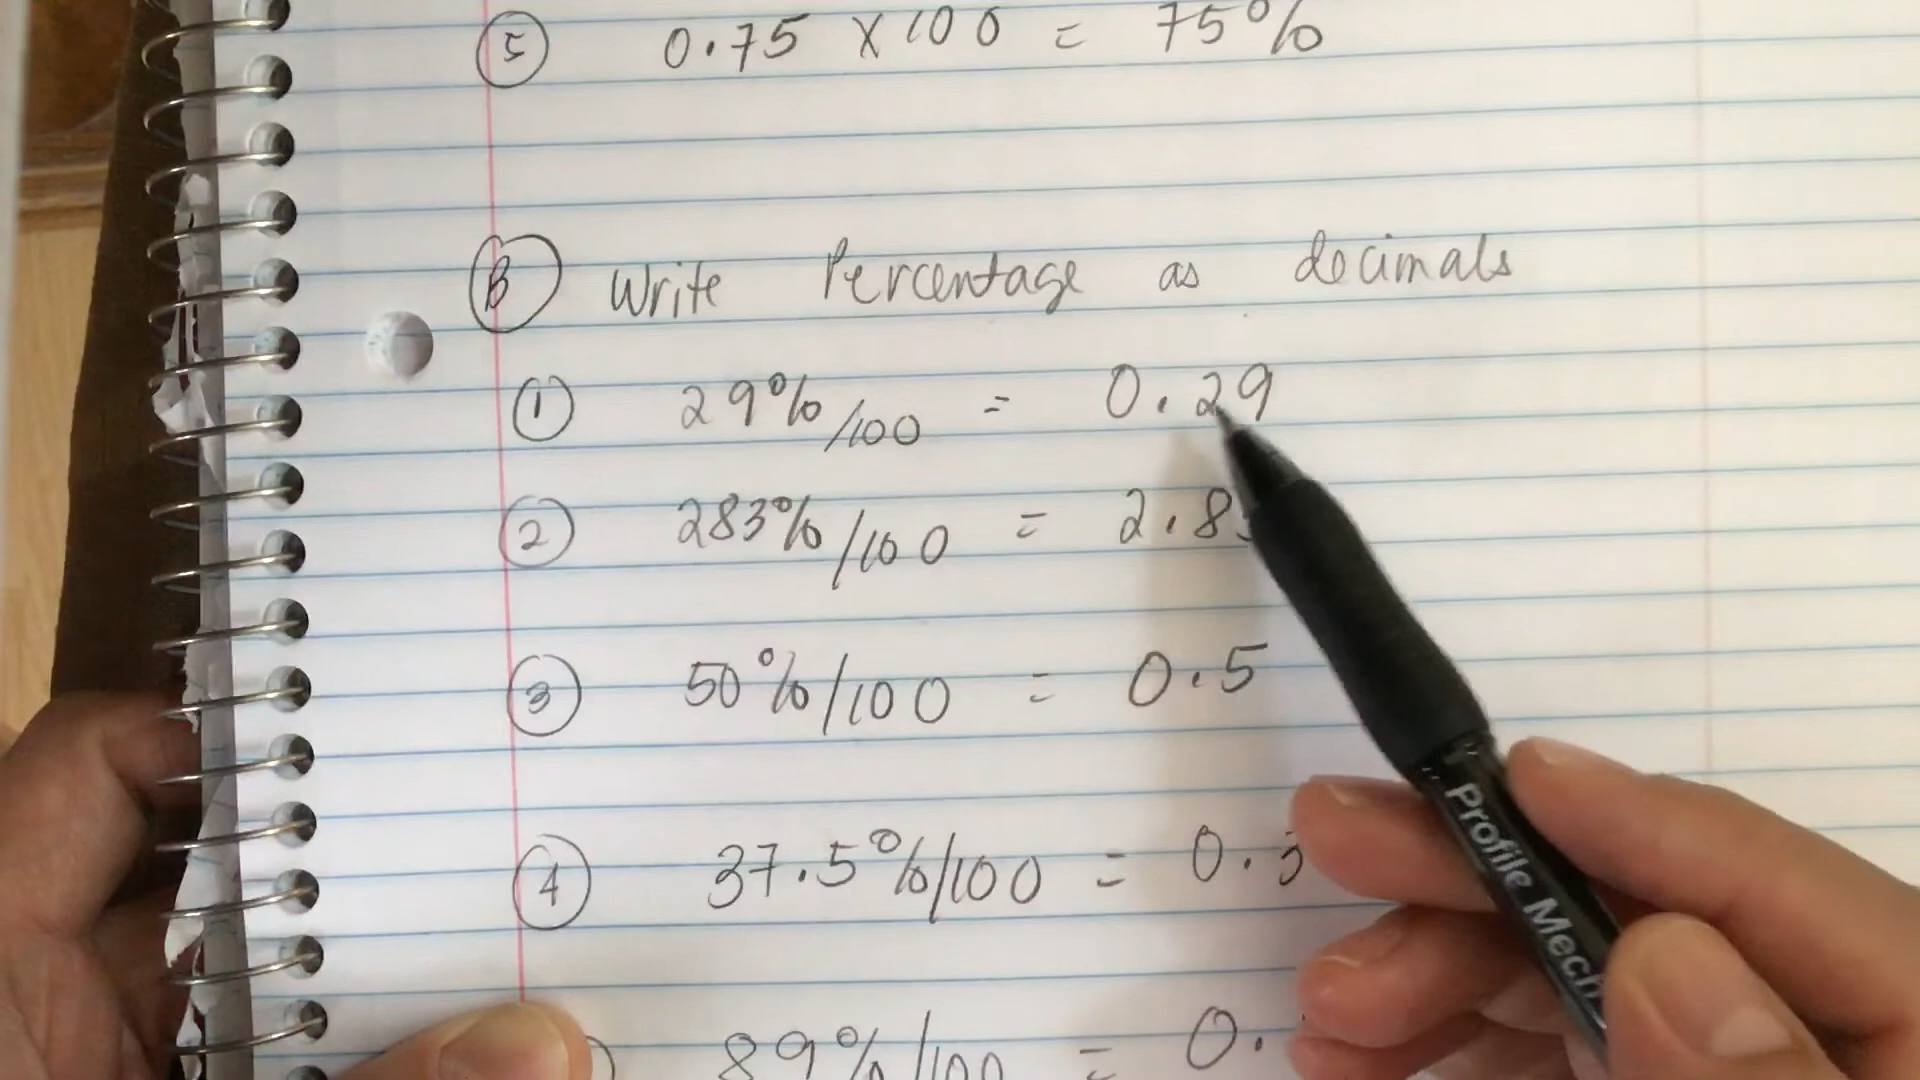 5 0.75 X 100 = 75%
B Write Percentage as decimals
1 29%/100 = 0.29
2 283%/100 = 2.8
3 50%/100 = 0.5
4 37.5%/100 = 0.3
89%/100 = 0.
Profile Mech